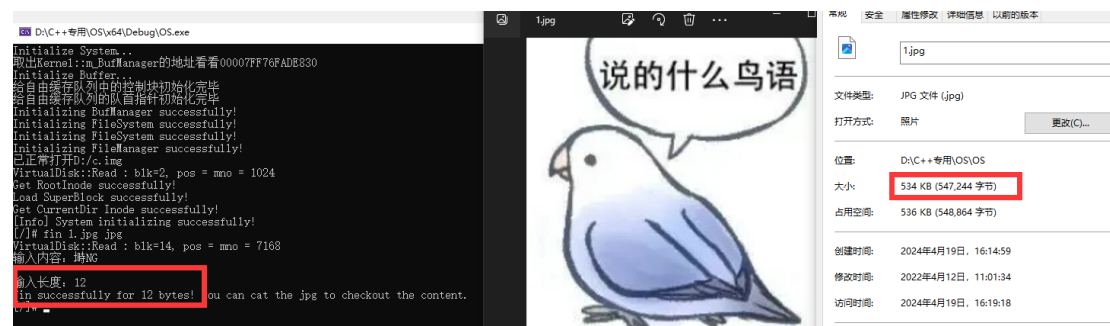 D:\C++专用\OS\x64\Debug\OS.exe
Initialize System...
取出Kernel::m_BufManager的地址看看00007FF76FADE830
Initialize Buffer...
给自由缓存队列中的控制块初始化完毕
给自由缓存队列的队首指针初始化完毕
Initializing BufManager successfully!
Initializing FileSystem successfully!
Initializing FileSystem successfully!
Initializing FileManager successfully!
已正常打开D:/c.img
VirtualDisk::Read : blk=2, pos = mno = 1024
Get RootInode successfully!
Load SuperBlock successfully!
Get CurrentDir Inode successfully!
[Info] System initializing successfully!
[/]# fin 1.jpg jpg
VirtualDisk::Read : blk=14, pos = mno = 7168
输入内容：塒NG
输入长度：12
in successfully for 12 bytes! you can cat the jpg to checkout the content.
[/]#
1.jpg
说的什么鸟语
常规 安全 属性修改 详细信息 以前的版本
1.jpg
文件类型: JPG 文件 (.jpg)
打开方式: 照片 更改(C)...
位置: D:\C++专用\OS\OS
大小: 534 KB (547,244 字节)
占用空间: 536 KB (548,864 字节)
创建时间: 2024年4月19日，16:14:59
修改时间: 2022年4月12日，11:01:34
访问时间: 2024年4月19日，16:19:18